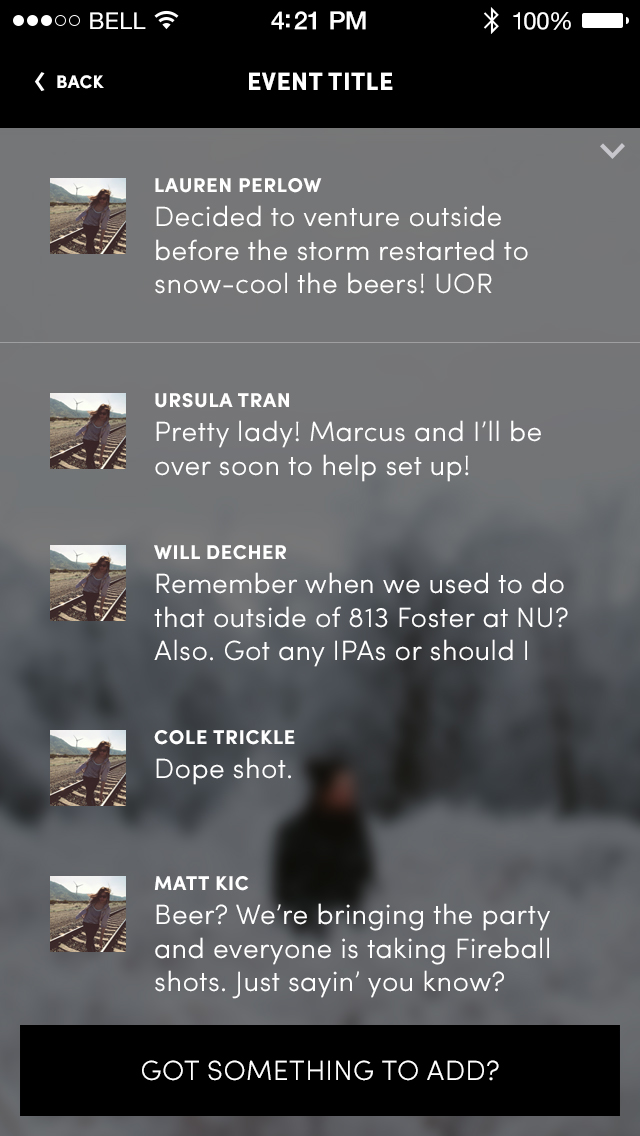 BELL 4:21 PM 100%
BACK EVENT TITLE
LAUREN PERLOW
Decided to venture outside
before the storm restarted to
snow-cool the beers! UOR
URSULA TRAN
Pretty lady! Marcus and I’ll be
over soon to help set up!
WILL DECHER
Remember when we used to do
that outside of 813 Foster at NU?
Also. Got any IPAs or should I
COLE TRICKLE
Dope shot.
MATT KIC
Beer? We’re bringing the party
and everyone is taking Fireball
shots. Just sayin’ you know?
GOT SOMETHING TO ADD?